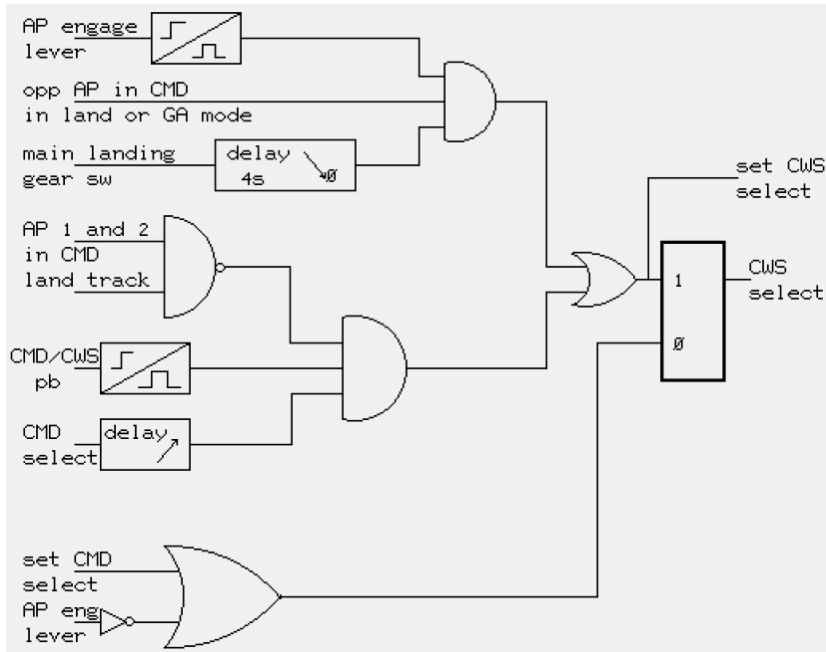 AP engage
lever
opp AP in CMD
in land or GA mode
main landing
gear sw
delay
4s
0
set CWS
select
AP 1 and 2
in CMD
land track
1
0
CWS
select
CMD/CWS
pb
CMD
select
delay
set CMD
select
AP eng
lever